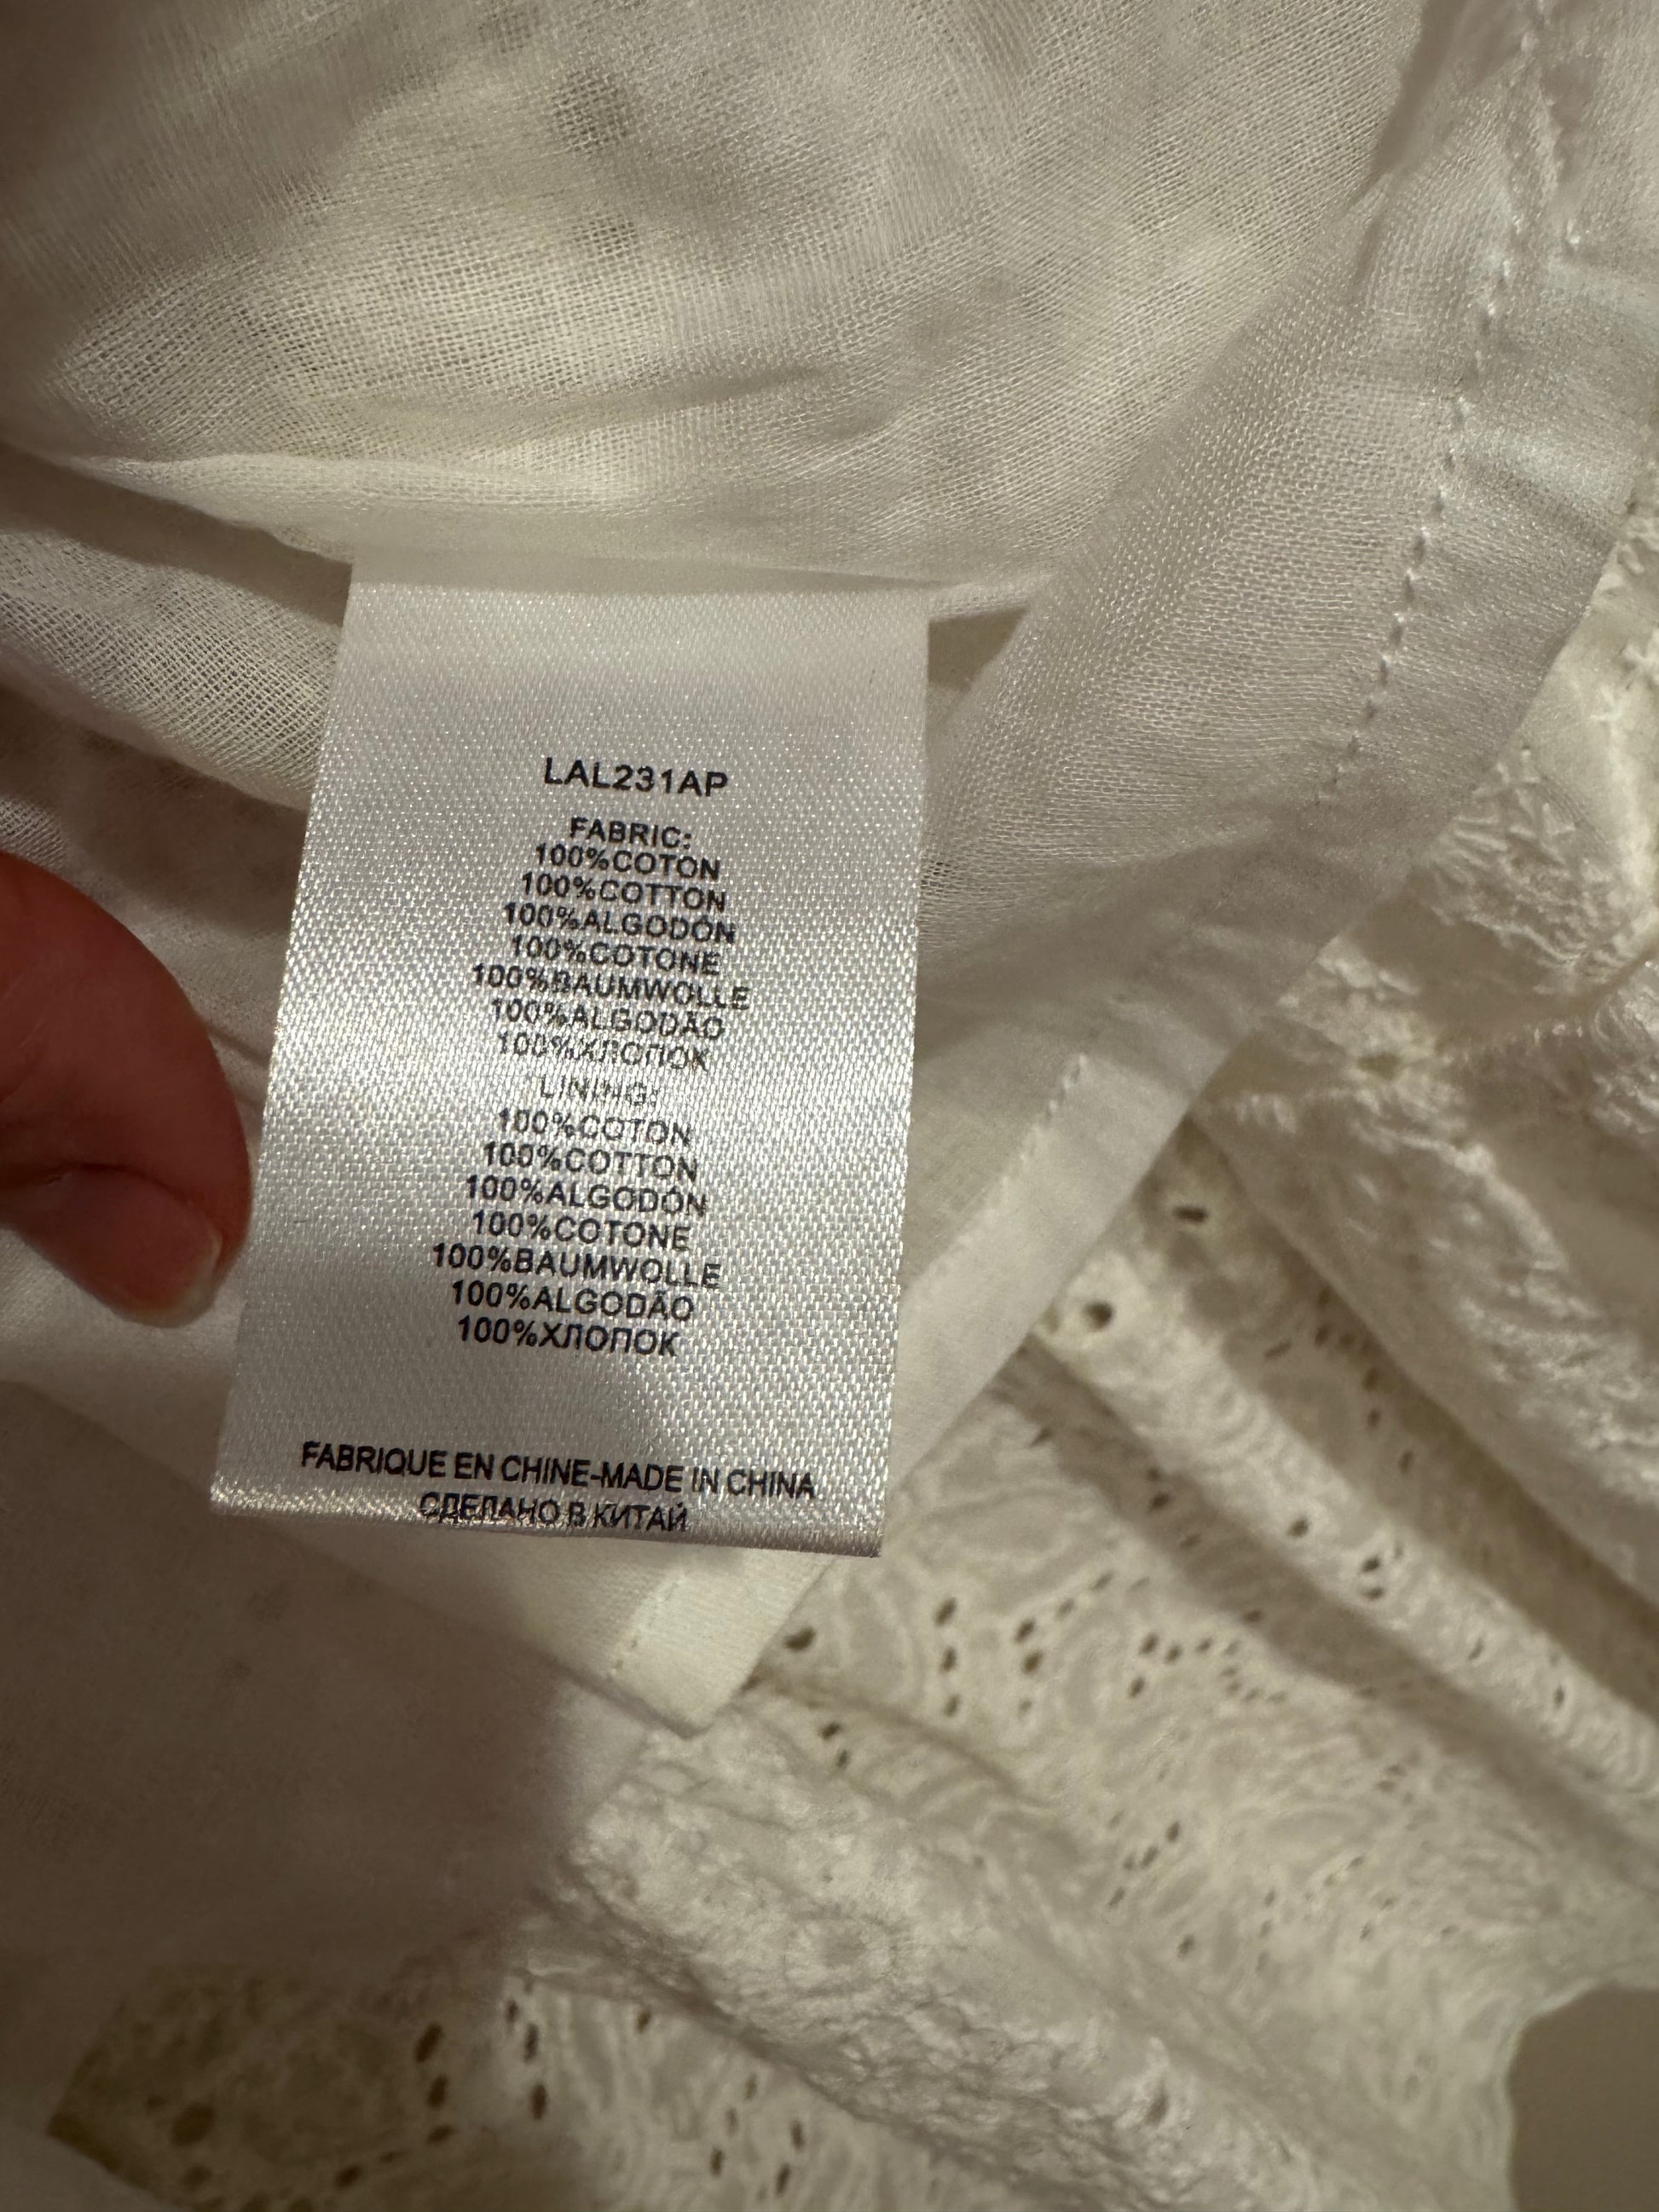 LAL231AP
FABRIC:
100%COTON
100%COTTON
100%ALGODÓN
100%COTONE
100%BAUMWOLLE
100%ALGODÃO
100%ХЛОПОК
LINING:
100%COTON
100%COTTON
100%ALGODÓN
100%COTONE
100%BAUMWOLLE
100%ALGODÃO
100%ХЛОПОК
FABRIQUE EN CHINE-MADE IN CHINA
СДЕЛАНО В КИТАЙ